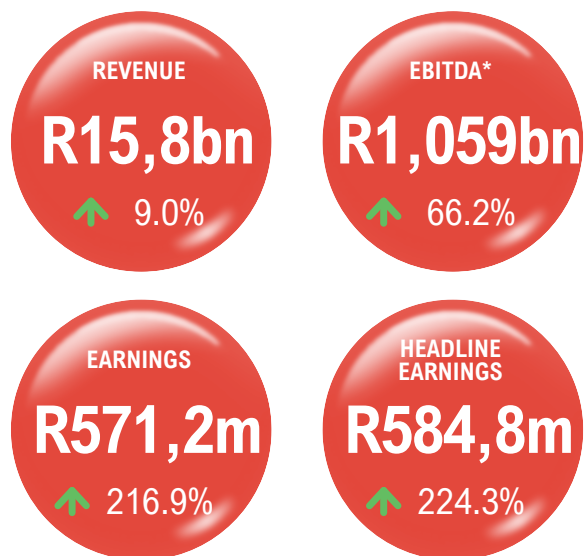 REVENUE
R15,8bn
9.0%
EBITDA*
R1,059bn
66.2%
EARNINGS
R571,2m
216.9%
HEADLINE
EARNINGS
R584,8m
224.3%